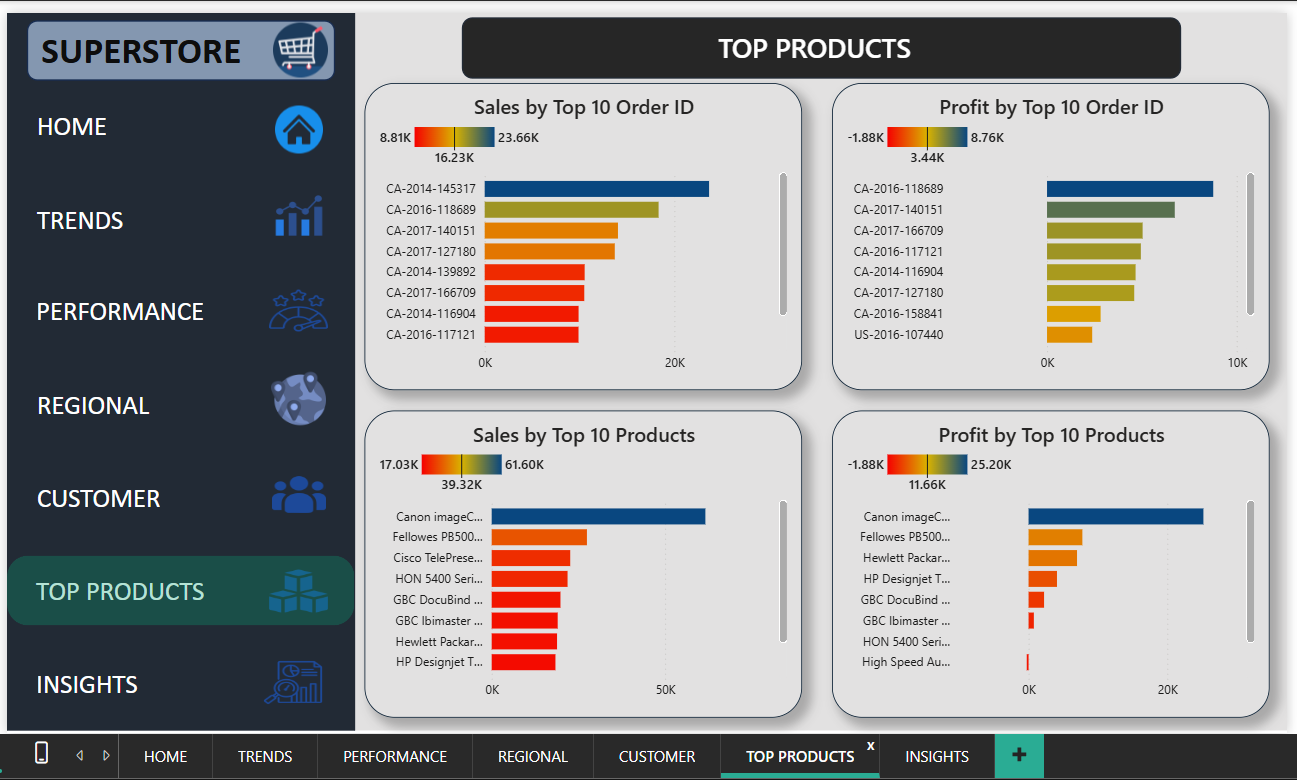 SUPERSTORE
HOME
TRENDS
PERFORMANCE
REGIONAL
CUSTOMER
TOP PRODUCTS
INSIGHTS
TOP PRODUCTS
Sales by Top 10 Order ID
8.81K 23.66K
16.23K
CA-2014-145317
CA-2016-118689
CA-2017-140151
CA-2017-127180
CA-2014-139892
CA-2017-166709
CA-2014-116904
CA-2016-117121
0K 20K
Profit by Top 10 Order ID
-1.88K 8.76K
3.44K
CA-2016-118689
CA-2017-140151
CA-2017-166709
CA-2016-117121
CA-2014-116904
CA-2017-127180
CA-2016-158841
US-2016-107440
0K 10K
Sales by Top 10 Products
17.03K 61.60K
39.32K
Canon imageC...
Fellowes PB500...
Cisco TelePrese...
HON 5400 Seri...
GBC DocuBind ...
GBC Ibimaster ...
Hewlett Packar...
HP Designjet T...
0K 50K
Profit by Top 10 Products
-1.88K 25.20K
11.66K
Canon imageC...
Fellowes PB500...
Hewlett Packar...
HP Designjet T...
GBC DocuBind ...
GBC Ibimaster ...
HON 5400 Seri...
High Speed Au...
0K 20K
HOME TRENDS PERFORMANCE REGIONAL CUSTOMER TOP PRODUCTS x INSIGHTS +